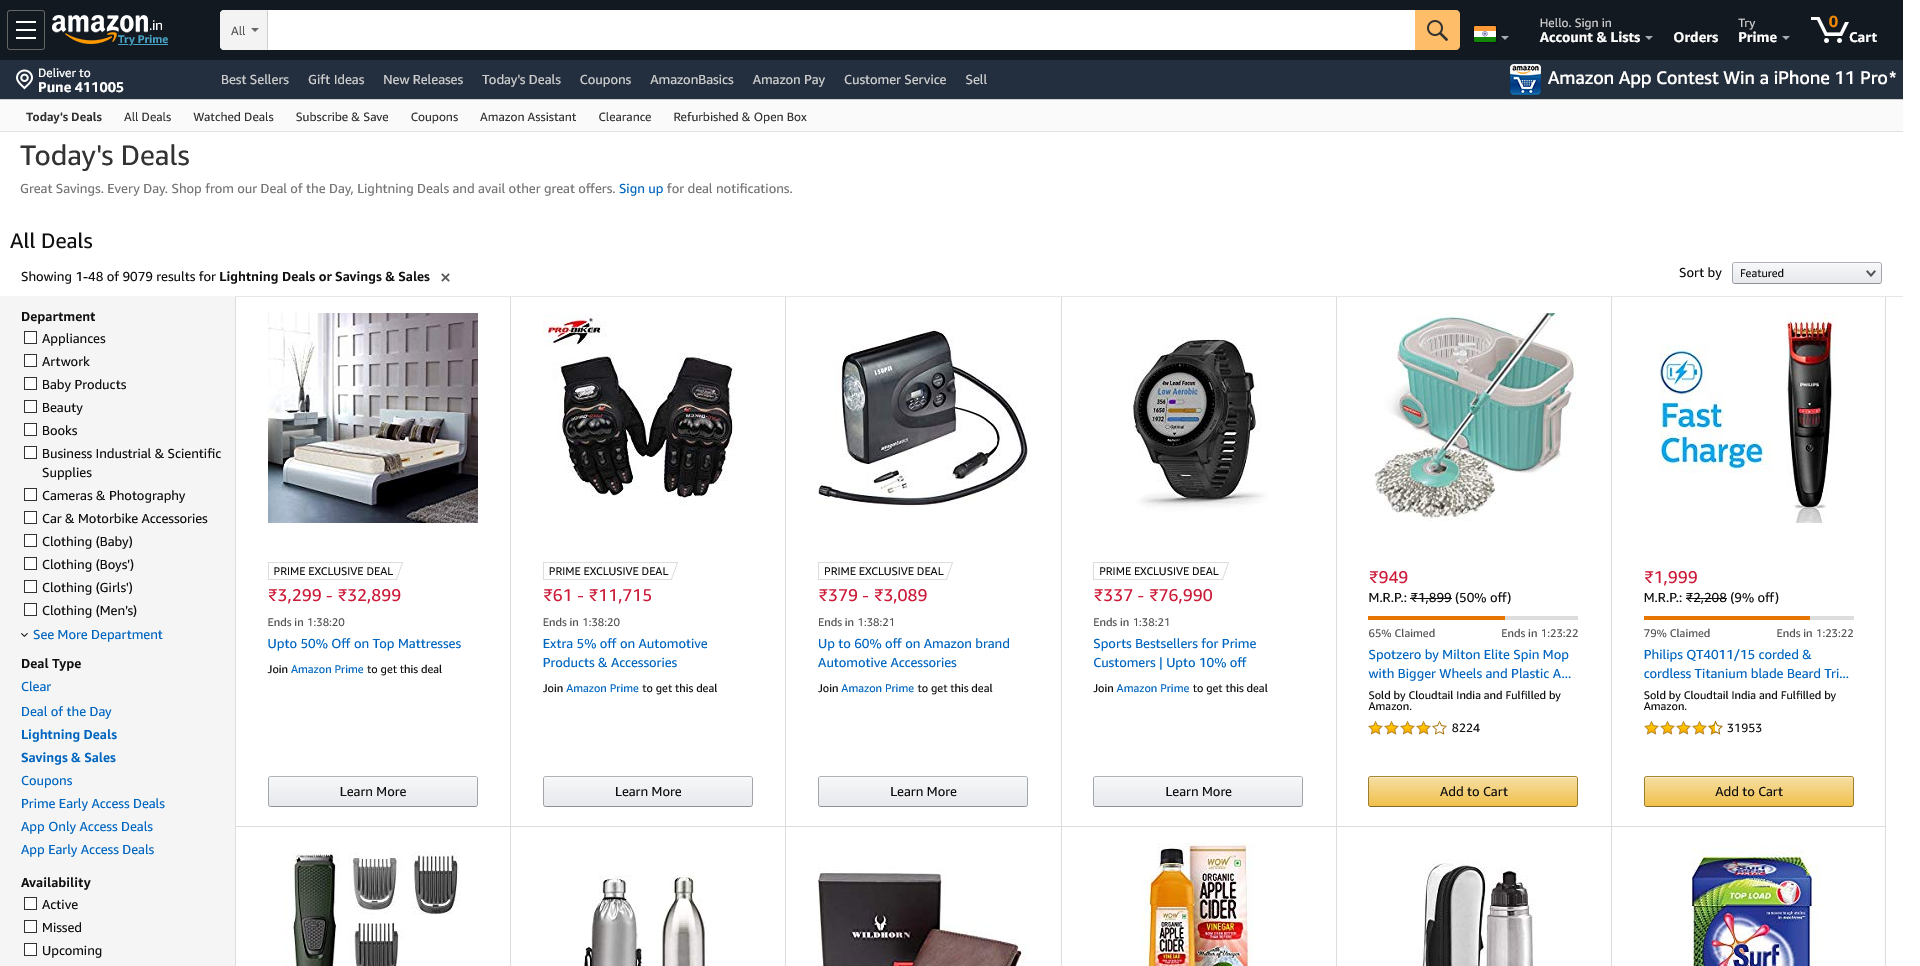 amazon.in
Try Prime
All
Hello. Sign in
Account & Lists
Orders
Try
Prime
0
Cart
Deliver to
Pune 411005
Best Sellers
Gift Ideas
New Releases
Today's Deals
Coupons
AmazonBasics
Amazon Pay
Customer Service
Sell
amazon
Amazon App Contest Win a iPhone 11 Pro*
Today's Deals
All Deals
Watched Deals
Subscribe & Save
Coupons
Amazon Assistant
Clearance
Refurbished & Open Box
Today's Deals
Great Savings. Every Day. Shop from our Deal of the Day, Lightning Deals and avail other great offers. Sign up for deal notifications.
All Deals
Showing 1-48 of 9079 results for Lightning Deals or Savings & Sales
Sort by
Featured
Department
Appliances
Artwork
Baby Products
Beauty
Books
Business Industrial & Scientific
Supplies
Cameras & Photography
Car & Motorbike Accessories
Clothing (Baby)
Clothing (Boys')
Clothing (Girls')
Clothing (Men's)
See More Department
Deal Type
Clear
Deal of the Day
Lightning Deals
Savings & Sales
Coupons
Prime Early Access Deals
App Only Access Deals
App Early Access Deals
Availability
Active
Missed
Upcoming
PRIME EXCLUSIVE DEAL
₹3,299 - ₹32,899
Ends in 1:38:20
Upto 50% Off on Top Mattresses
Join Amazon Prime to get this deal
Learn More
PRO-BIKER
PRIME EXCLUSIVE DEAL
₹61 - ₹11,715
Ends in 1:38:20
Extra 5% off on Automotive
Products & Accessories
Join Amazon Prime to get this deal
Learn More
150PSI
amazonbasics
PRIME EXCLUSIVE DEAL
₹379 - ₹3,089
Ends in 1:38:21
Up to 60% off on Amazon brand
Automotive Accessories
Join Amazon Prime to get this deal
Learn More
4w Load Focus
Low Aerobic
356
1650
1932
Optimal
PRIME EXCLUSIVE DEAL
₹337 - ₹76,990
Ends in 1:38:21
Sports Bestsellers for Prime
Customers | Upto 10% off
Join Amazon Prime to get this deal
Learn More
₹949
M.R.P.: ₹1,899 (50% off)
65% Claimed
Ends in 1:23:22
Spotzero by Milton Elite Spin Mop
with Bigger Wheels and Plastic A...
Sold by Cloudtail India and Fulfilled by
Amazon.
8224
Add to Cart
Fast
Charge
PHILIPS
₹1,999
M.R.P.: ₹2,208 (9% off)
79% Claimed
Ends in 1:23:22
Philips QT4011/15 corded &
cordless Titanium blade Beard Tri...
Sold by Cloudtail India and Fulfilled by
Amazon.
31953
Add to Cart
WILDHORN
WOW
ORGANIC
APPLE
CIDER
VINEGAR
WOW
ORGANIC
APPLE
CIDER
VINEGAR
TOP LOAD
Surf